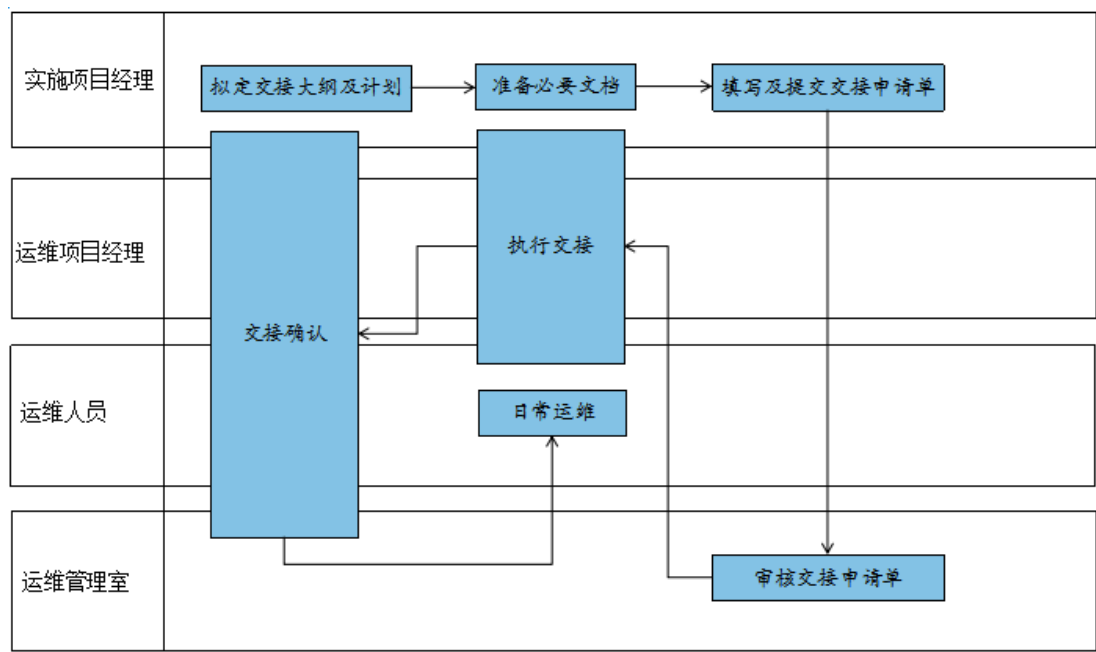 实施项目经理
拟定交接大纲及计划
准备必要文档
填写及提交交接申请单
运维项目经理
执行交接
交接确认
运维人员
日常运维
运维管理室
审核交接申请单